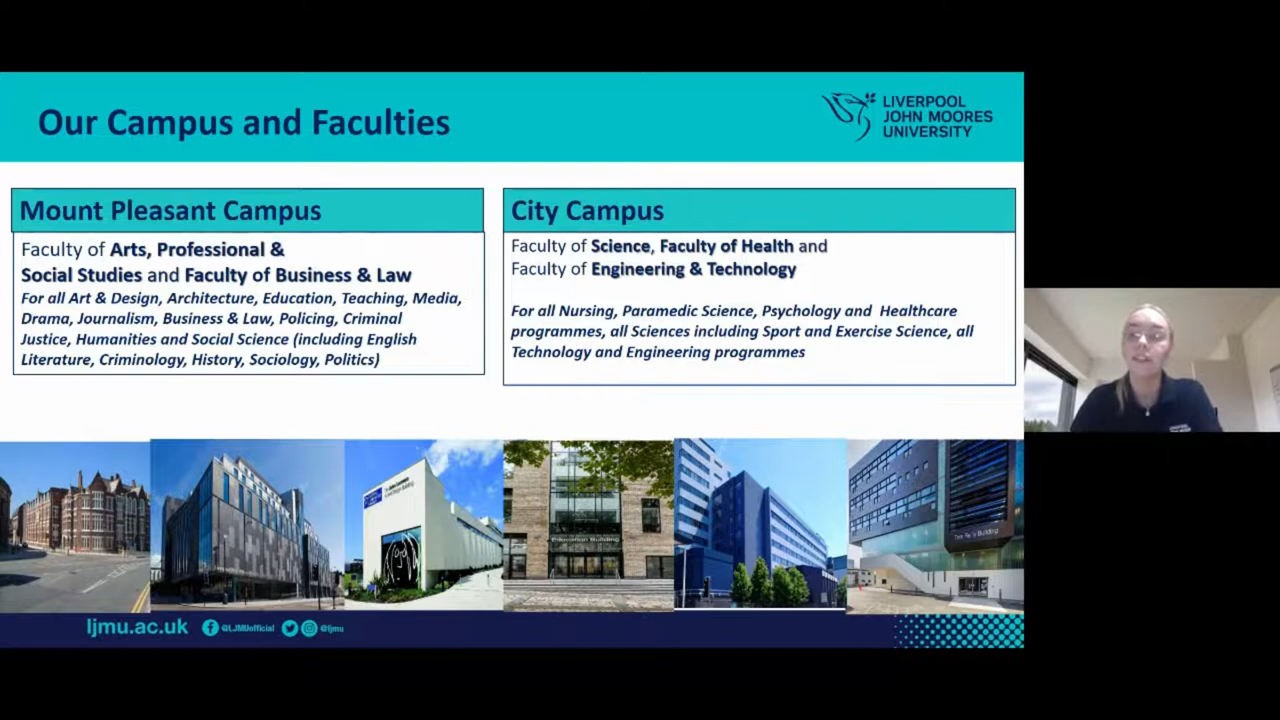 Our Campus and Faculties
LIVERPOOL
JOHN MOORES
UNIVERSITY
Mount Pleasant Campus
Faculty of Arts, Professional &
Social Studies and Faculty of Business & Law
For all Art & Design, Architecture, Education, Teaching, Media,
Drama, Journalism, Business & Law, Policing, Criminal
Justice, Humanities and Social Science (including English
Literature, Criminology, History, Sociology, Politics)
City Campus
Faculty of Science, Faculty of Health and
Faculty of Engineering & Technology
For all Nursing, Paramedic Science, Psychology and Healthcare
programmes, all Sciences including Sport and Exercise Science, all
Technology and Engineering programmes
Education Building
Tom Reilly Building
ljmu.ac.uk
@LJMUofficial
@ljmu